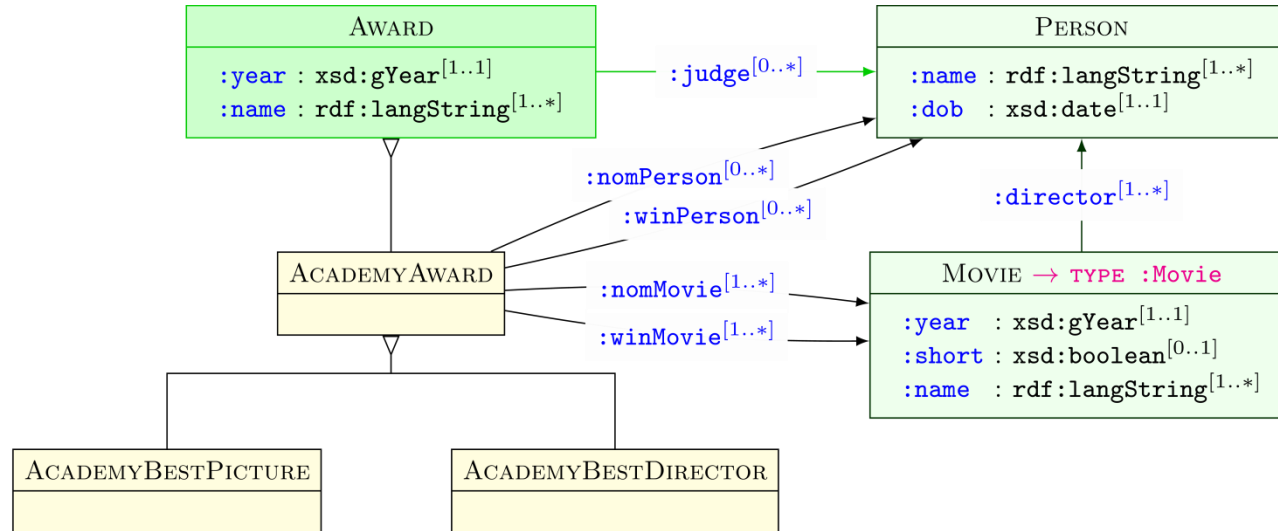 AWARD
:year : xsd:gYear[1..1]
:name : rdf:langString[1..*]
:judge[0..*]
PERSON
:name : rdf:langString[1..*]
:dob : xsd:date[1..1]
:nomPerson[0..*]
:winPerson[0..*]
:director[1..*]
ACADEMYAWARD
:nomMovie[1..*]
:winMovie[1..*]
MOVIE → TYPE :Movie
:year : xsd:gYear[1..1]
:short : xsd:boolean[0..1]
:name : rdf:langString[1..*]
ACADEMYBESTPICTURE
ACADEMYBESTDIRECTOR